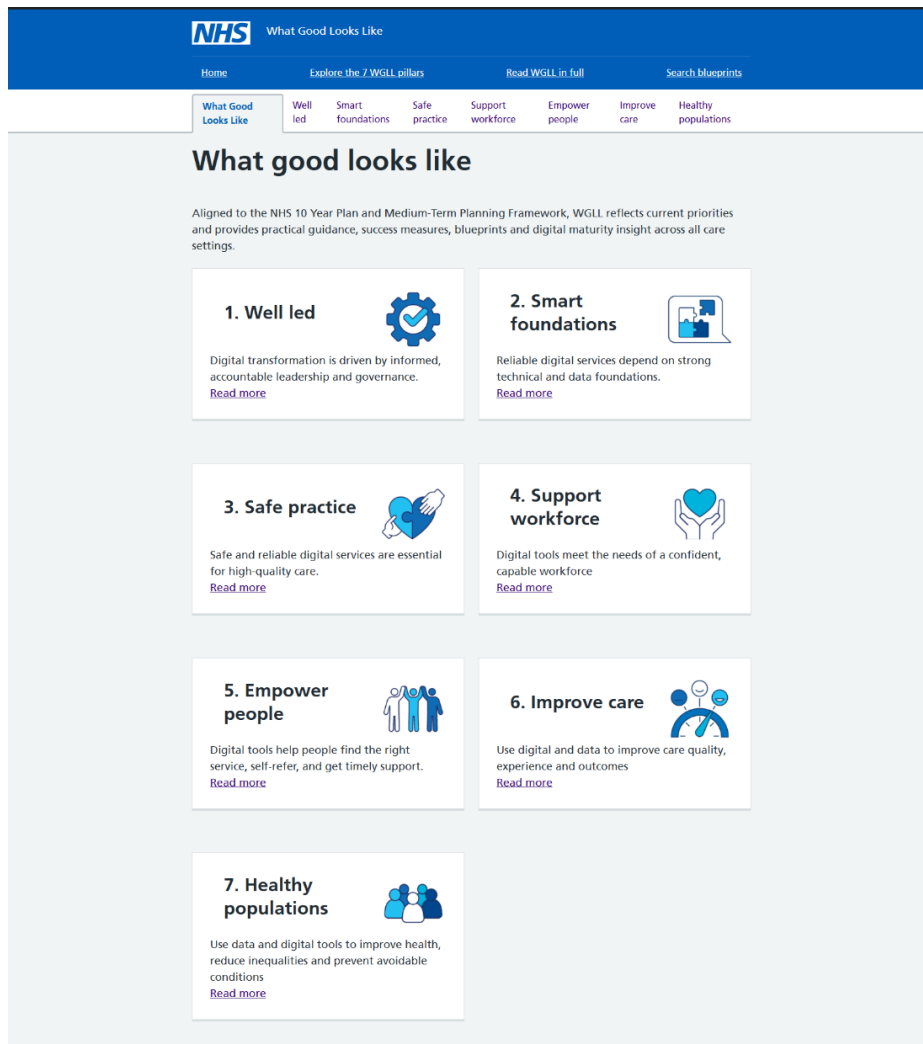 NHS What Good Looks Like
Home Explore the 7 WGLL pillars Read WGLL in full Search blueprints
What Good
Looks Like
Well
led
Smart
foundations
Safe
practice
Support
workforce
Empower
people
Improve
care
Healthy
populations
What good looks like
Aligned to the NHS 10 Year Plan and Medium-Term Planning Framework, WGLL reflects current priorities
and provides practical guidance, success measures, blueprints and digital maturity insight across all care
settings.
1. Well led
Digital transformation is driven by informed,
accountable leadership and governance.
Read more
2. Smart
foundations
Reliable digital services depend on strong
technical and data foundations.
Read more
3. Safe practice
Safe and reliable digital services are essential
for high-quality care.
Read more
4. Support
workforce
Digital tools meet the needs of a confident,
capable workforce
Read more
5. Empower
people
Digital tools help people find the right
service, self-refer, and get timely support.
Read more
6. Improve care
Use digital and data to improve care quality,
experience and outcomes
Read more
7. Healthy
populations
Use data and digital tools to improve health,
reduce inequalities and prevent avoidable
conditions
Read more